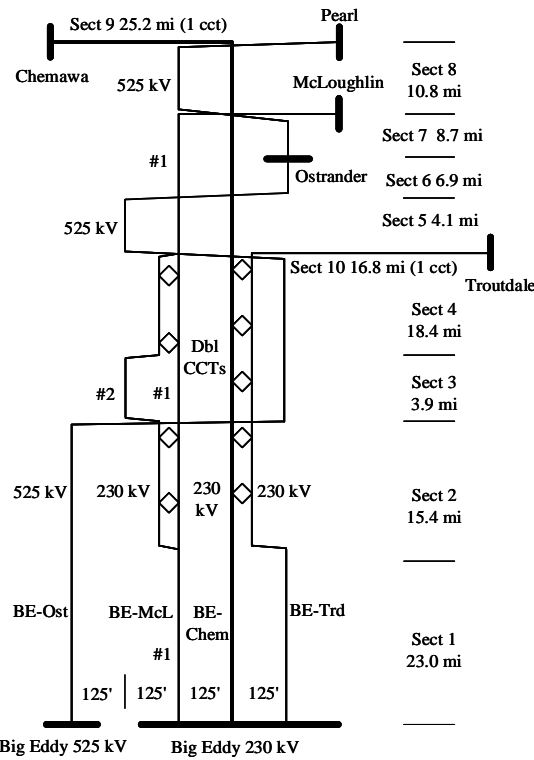 Pearl
Sect 9 25.2 mi (1 cct)
Chemawa
Sect 8
10.8 mi
525 kV
McLoughlin
Sect 7 8.7 mi
#1
Ostrander
Sect 6 6.9 mi
525 kV
Sect 5 4.1 mi
Sect 10 16.8 mi (1 cct)
Troutdale
Sect 4
18.4 mi
Dbl
CCTs
#2
#1
Sect 3
3.9 mi
525 kV
230 kV
230
kV
230 kV
Sect 2
15.4 mi
BE-Ost
BE-McL
BE-
Chem
BE-Trd
#1
Sect 1
23.0 mi
125'
125'
125'
125'
Big Eddy 525 kV
Big Eddy 230 kV